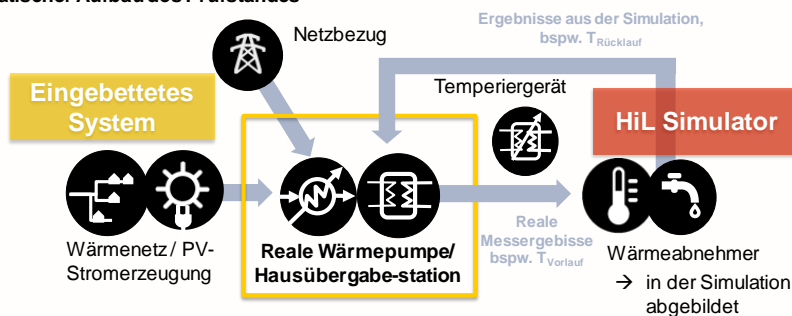 Netzbezug
Ergebnisse aus der Simulation,
bspw. TRücklauf
Temperiergerät
Eingebettetes
System
HiL Simulator
Wärmenetz / PV-
Stromerzeugung
Reale Wärmepumpe/
Hausübergabe-station
Reale
Messergebnisse
bspw. TVorlauf
Wärmeabnehmer
→ in der Simulation
abgebildet